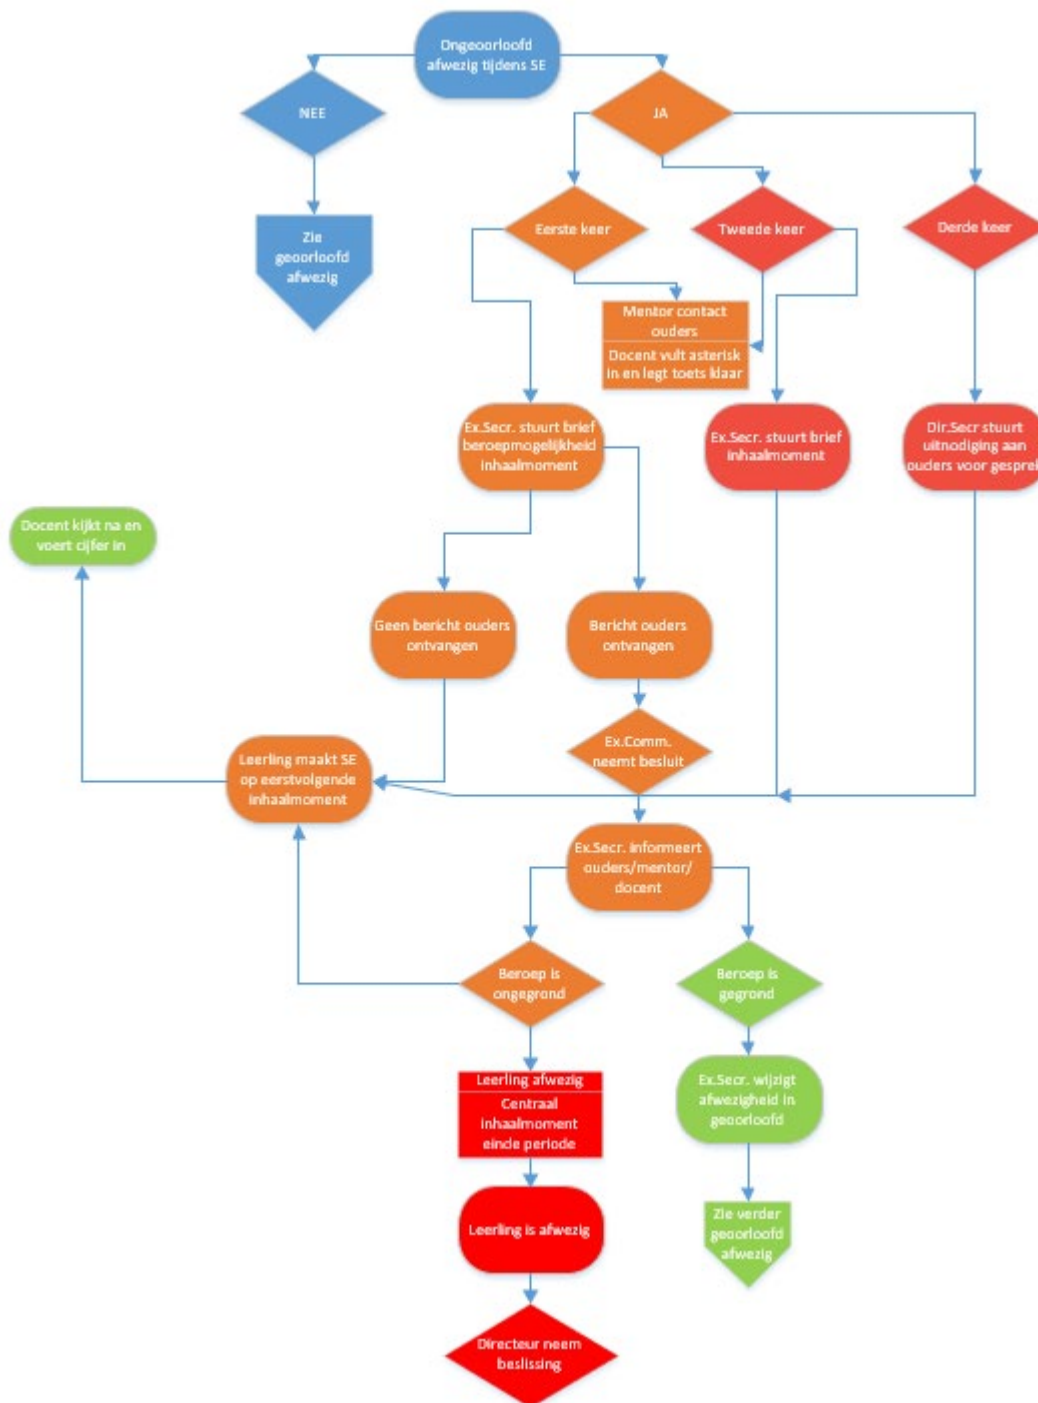 Ongeoorloofd
afwezig tijdens SE
NEE
JA
Zie
geoorloofd
afwezig
Eerste keer
Tweede keer
Derde keer
Mentor contact
ouders
Docent vult asterisk
in en legt toets klaar
Ex.Secr. stuurt brief
beroepmogelijkheid
inhaalmoment
Ex.Secr. stuurt brief
inhaalmoment
Dir.Secr stuurt
uitnodiging aan
ouders voor gesprek
Docent kijkt na en
voert cijfer in
Geen bericht ouders
ontvangen
Bericht ouders
ontvangen
Leerling maakt SE
op eerstvolgende
inhaalmoment
Ex.Comm.
neemt besluit
Ex.Secr. informeert
ouders/mentor/
docent
Beroep is
ongegrond
Beroep is
gegrond
Leerling afwezig
Centraal
inhaalmoment
einde periode
Ex.Secr. wijzigt
afwezigheid in
geoorloofd
Leerling is afwezig
Zie verder
geoorloofd
afwezig
Directeur neem
beslissing